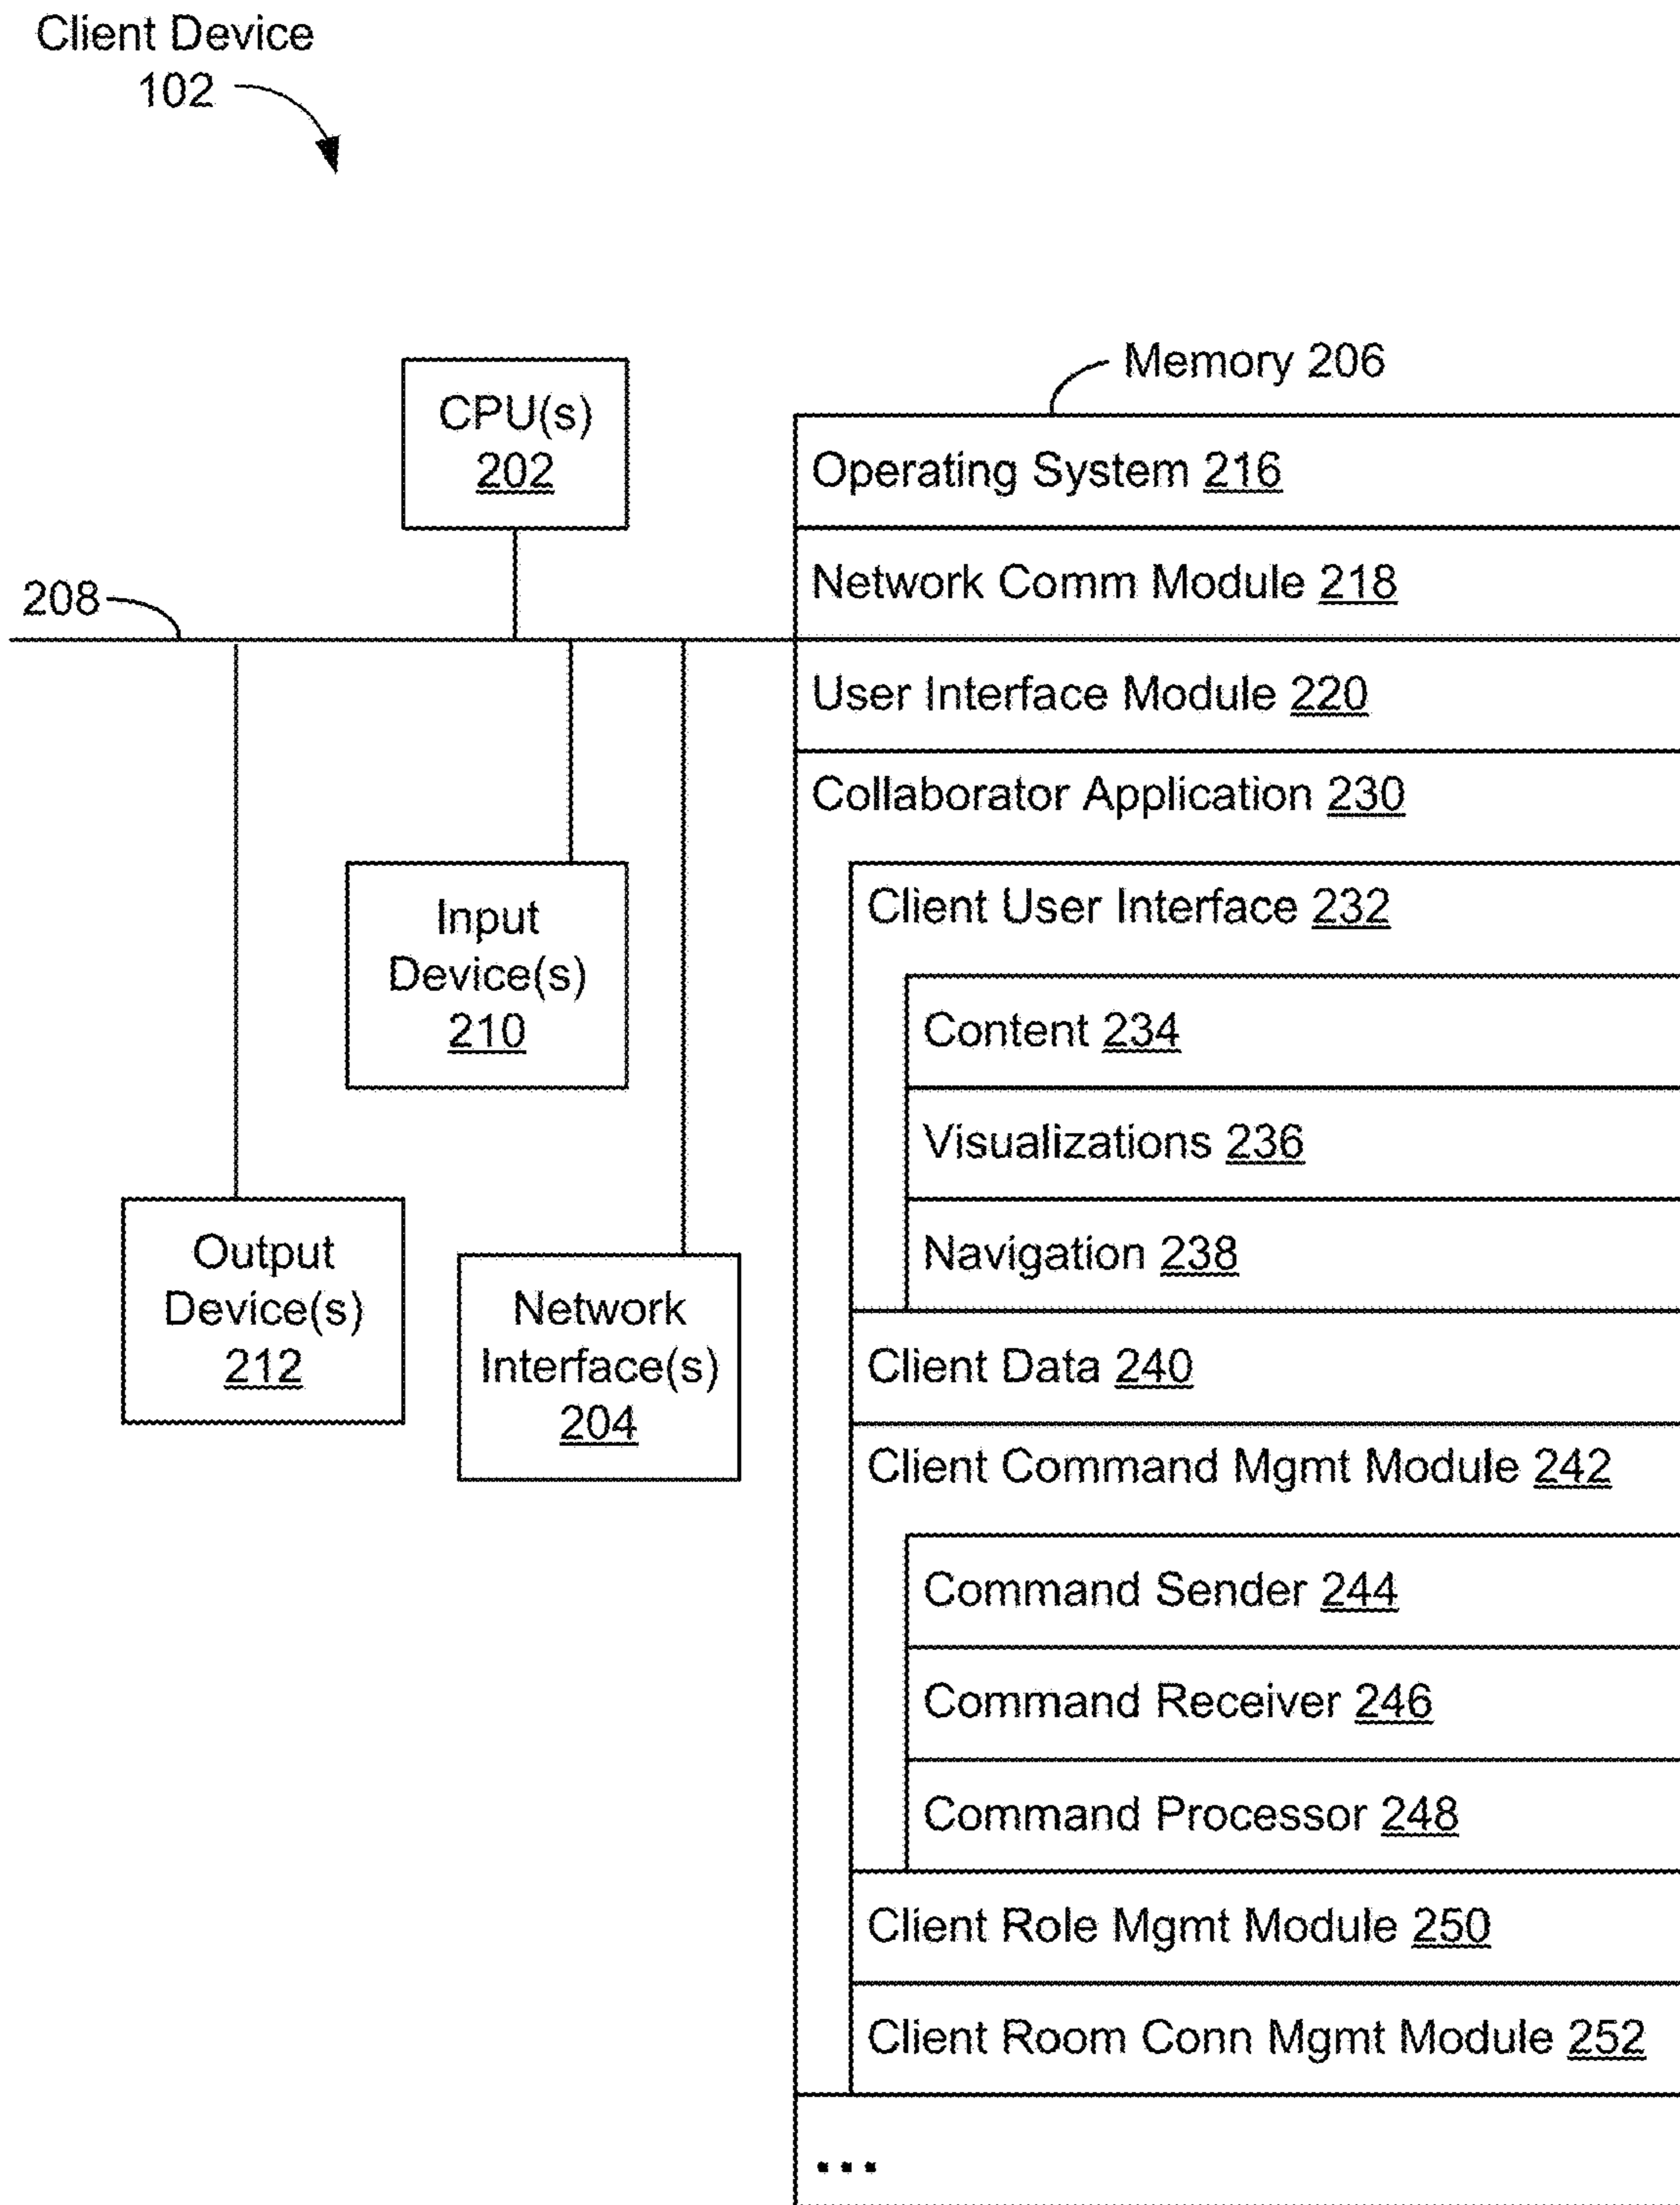 Client Device
102
Memory 206
CPU(s)
202
208
Input
Device(s)
210
Output
Device(s)
212
Network
Interface(s)
204
Operating System 216
Network Comm Module 218
User Interface Module 220
Collaborator Application 230
Client User Interface 232
Content 234
Visualizations 236
Navigation 238
Client Data 240
Client Command Mgmt Module 242
Command Sender 244
Command Receiver 246
Command Processor 248
Client Role Mgmt Module 250
Client Room Conn Mgmt Module 252
...